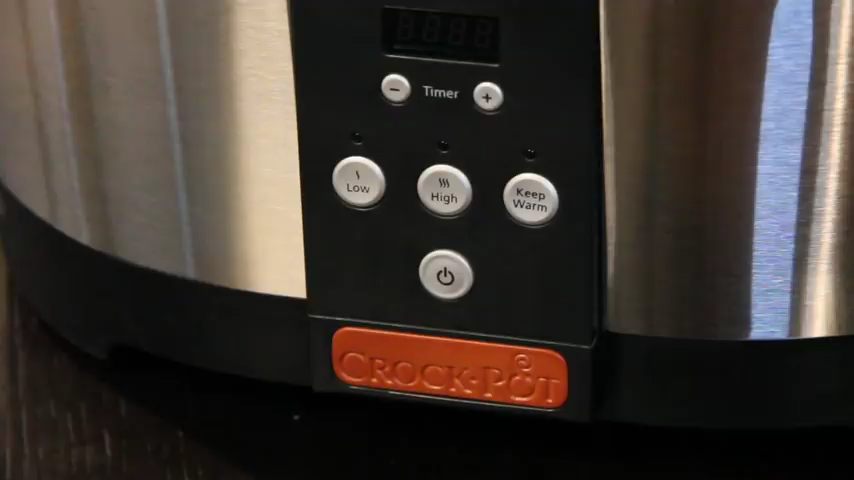 − Timer +
Low
High
Keep
Warm
CROCK·POT